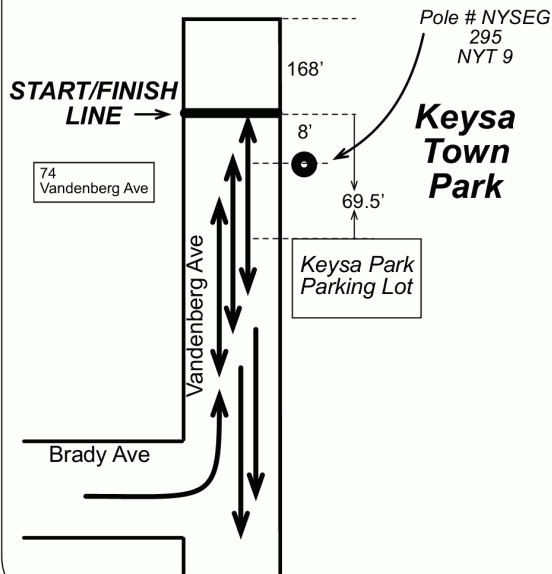 Pole # NYSEG
295
NYT 9
168'
START/FINISH
LINE
8'
Keysa
Town
Park
74
Vandenberg Ave
69.5'
Vandenberg Ave
Keysa Park
Parking Lot
Brady Ave